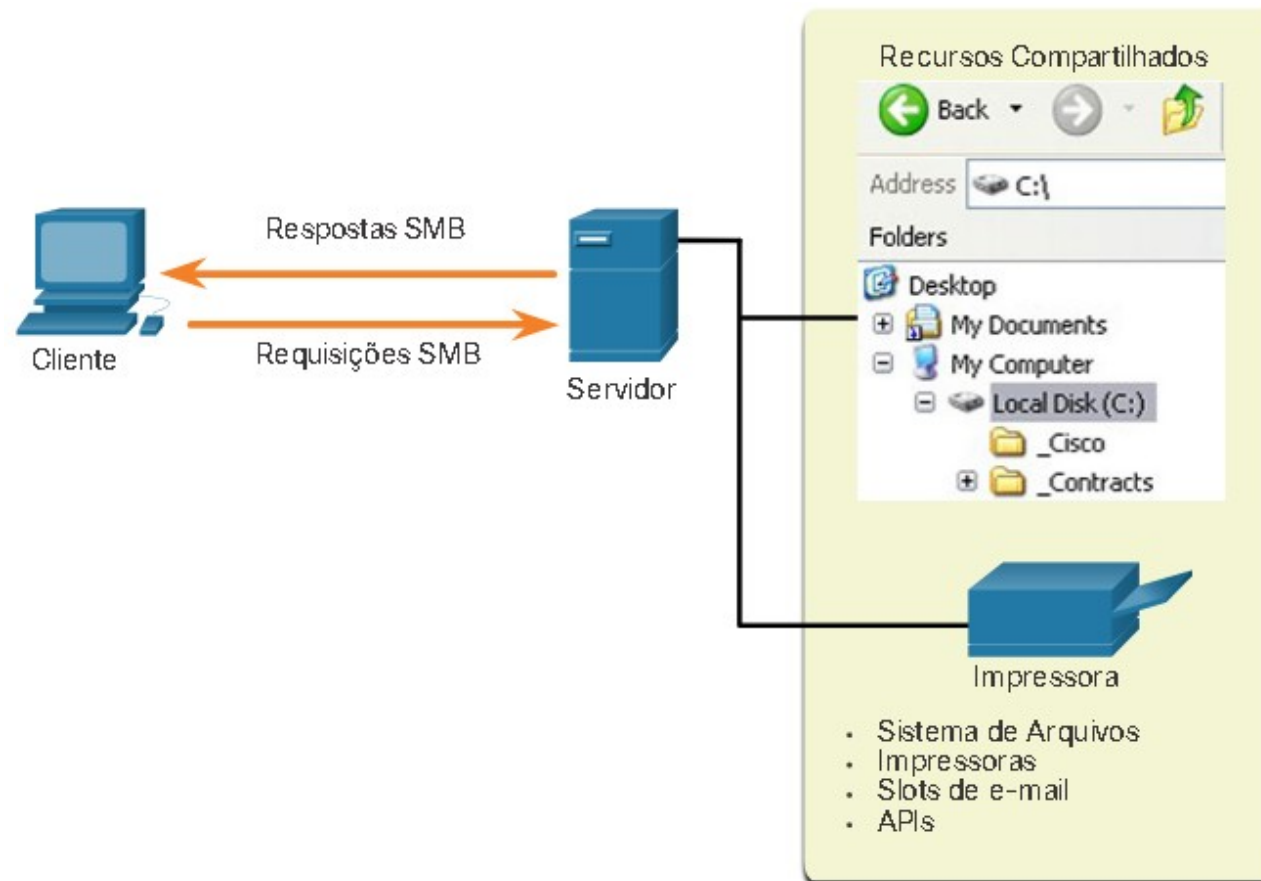 Recursos Compartilhados
Back
Address C:\
Folders
Desktop
My Documents
My Computer
Local Disk (C:)
_Cisco
_Contracts
Respostas SMB
Requisições SMB
Cliente
Servidor
Impressora
• Sistema de Arquivos
• Impressoras
• Slots de e-mail
• APIs